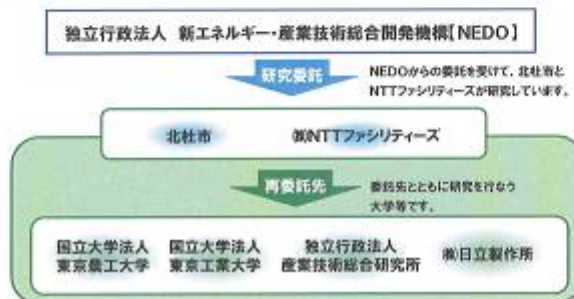 独立行政法人 新エネルギー・産業技術総合開発機構【NEDO】
研究委託
NEDOからの委託を受けて、北杜市と
NTTファシリティーズが研究しています。
北杜市
㈱NTTファシリティーズ
再委託先
委託先とともに研究を行なう
大学等です。
国立大学法人
東京農工大学
国立大学法人
東京工業大学
独立行政法人
産業技術総合研究所
㈱日立製作所